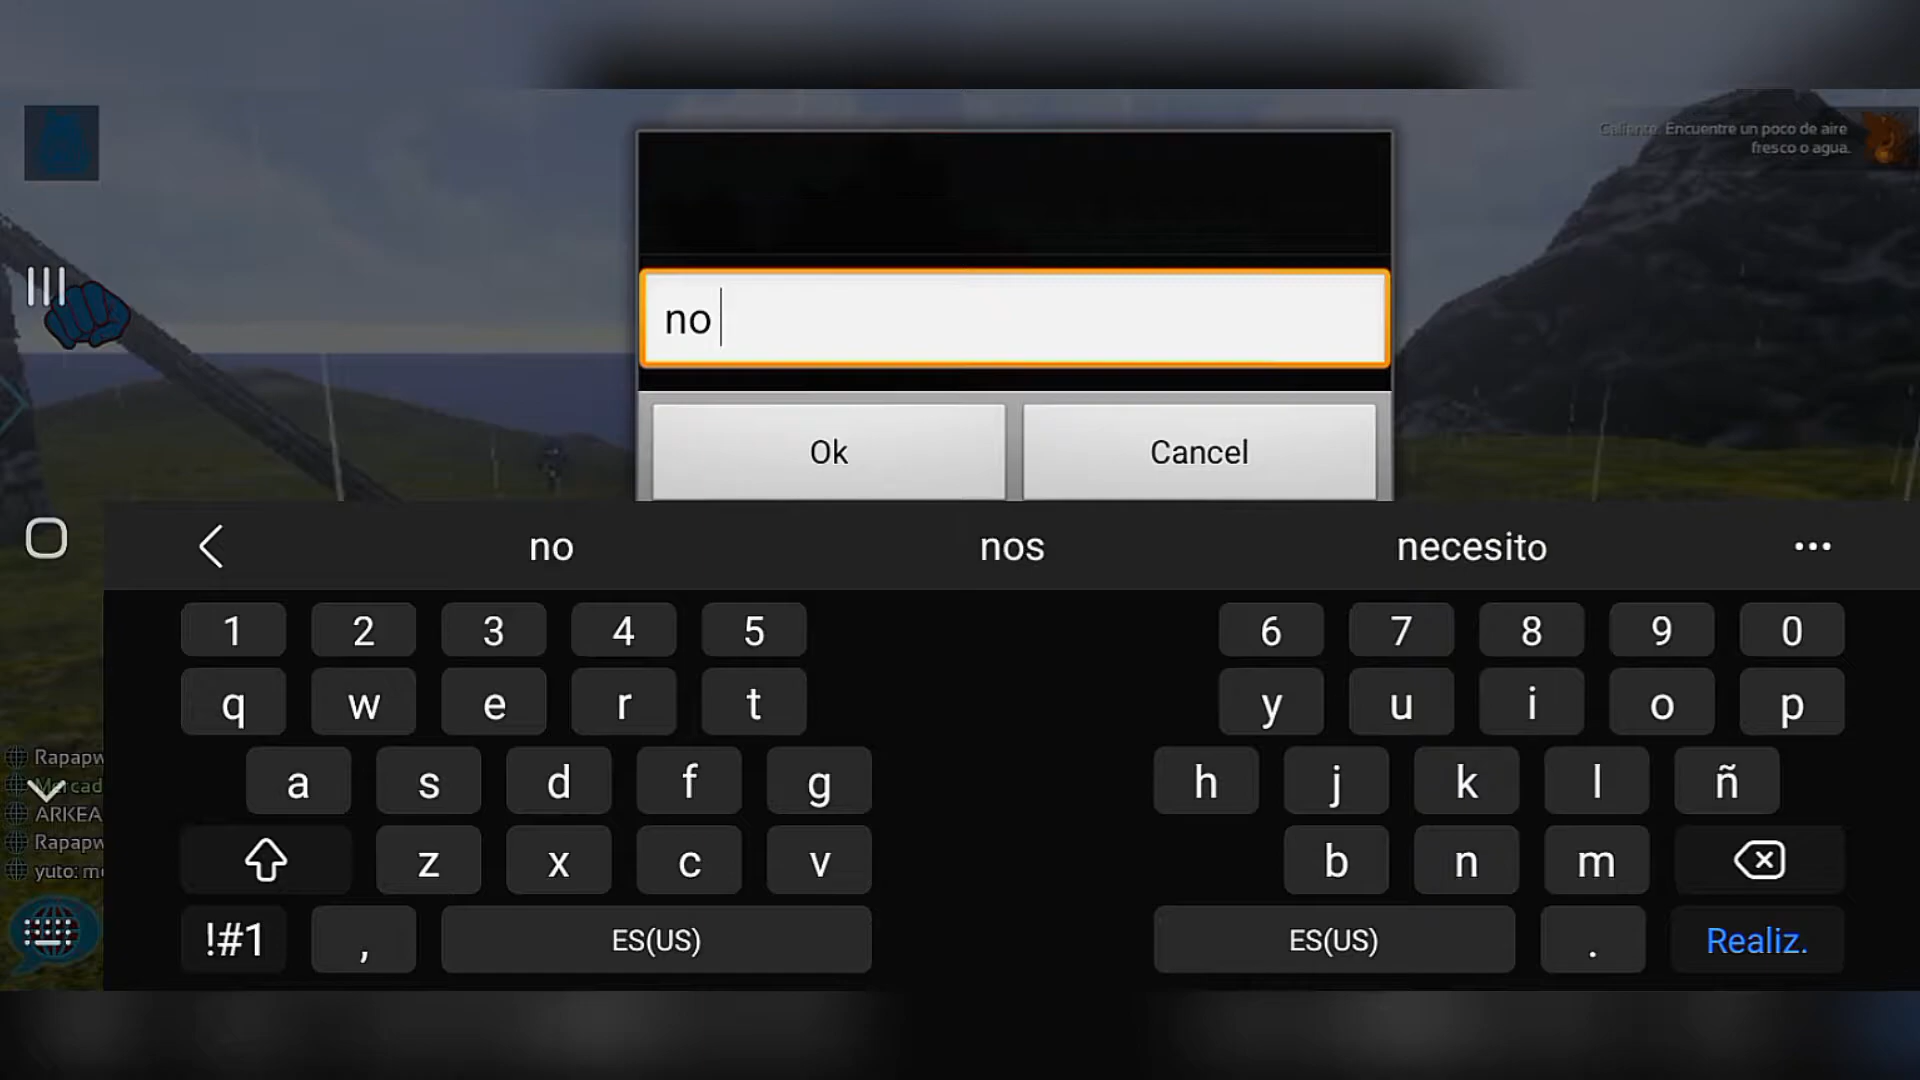 Caliente. Encuentre un poco de aire
fresco o agua.
no
Ok
Cancel
no
nos
necesito
1 2 3 4 5 6 7 8 9 0
q w e r t y u i o p
a s d f g h j k l ñ
z x c v b n m
!#1 , ES(US) ES(US) . Realiz.
Rapapw
Mercad
ARKEA
Rapapw
yuto: m